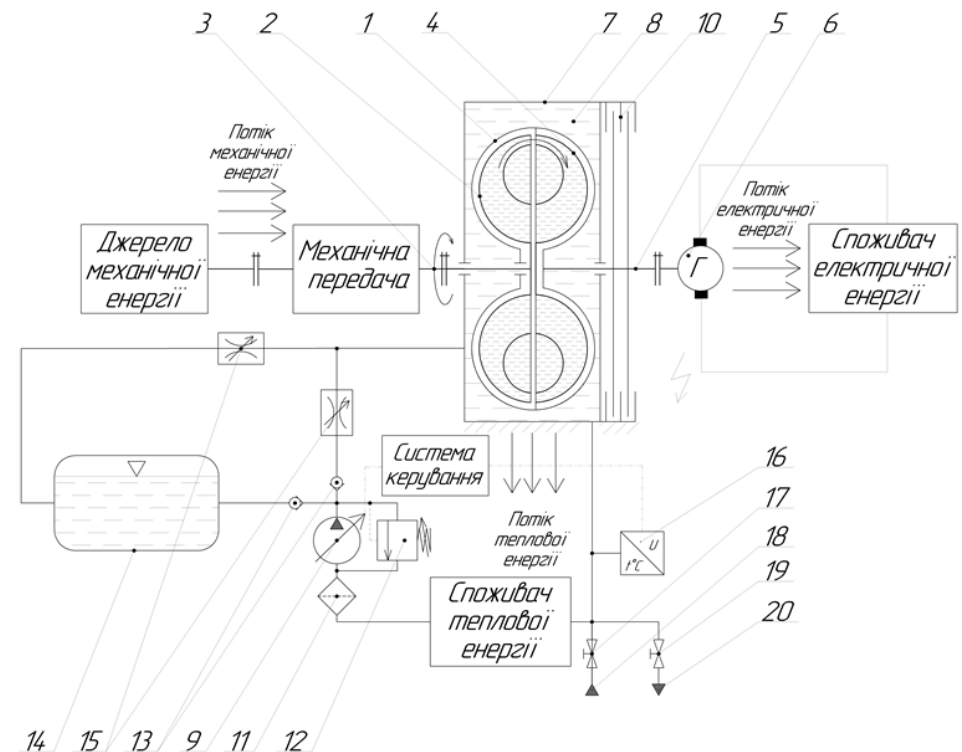 3 2 1 4 7 8 10 5 6
Потік
механічної
енергії
Джерело
механічної
енергії
Механічна
передача
Г
Потік
електричної
енергії
Споживач
електричної
енергії
Система
керування
Потік
теплової
енергії
U
t°C
16
17
18
19
20
Споживач
теплової
енергії
14 15 13 9 11 12